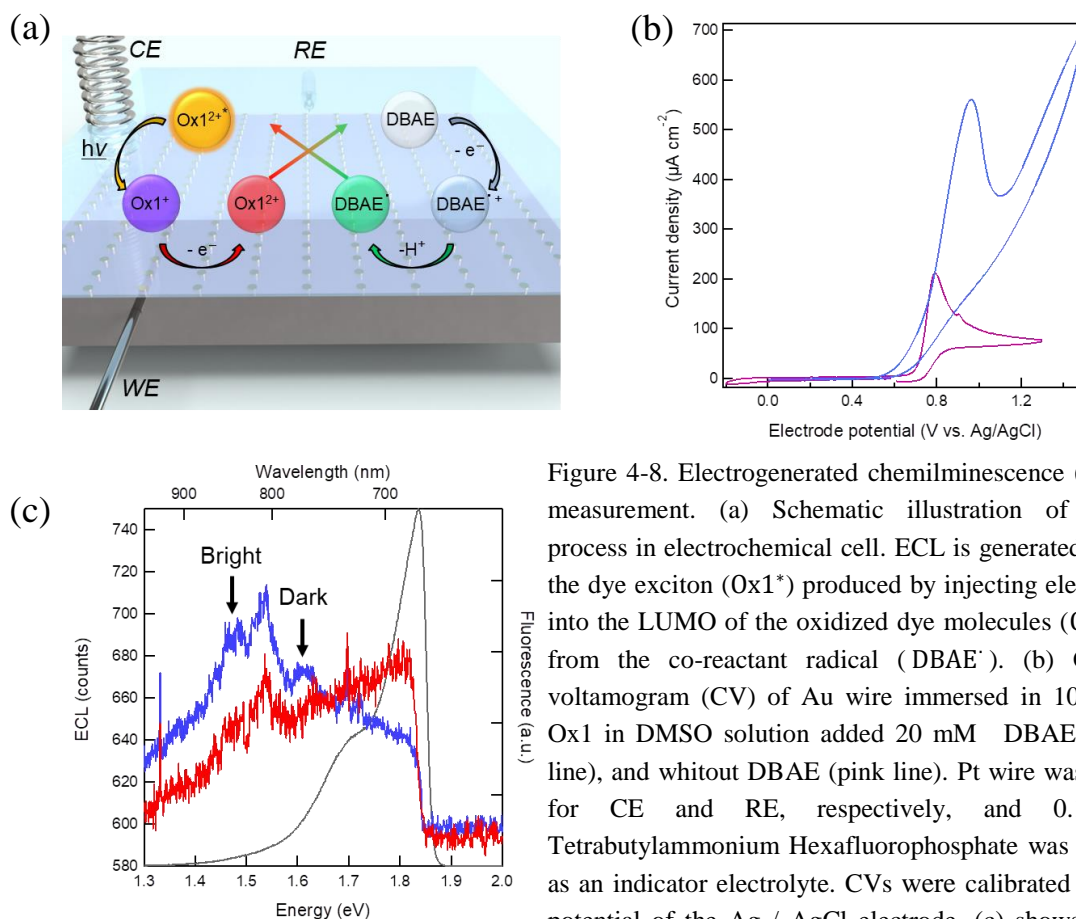 (a)
CE
RE
Ox1²⁺*
DBAE
hν
- e⁻
Ox1⁺
Ox1²⁺
DBAE˙
DBAE˙⁺
- e⁻
-H⁺
WE
(b)
700
600
500
400
300
200
100
0
Current density (μA cm⁻²)
0.0 0.4 0.8 1.2
Electrode potential (V vs. Ag/AgCl)
(c)
Wavelength (nm)
900 800 700
740
720
700
680
660
640
620
600
580
ECL (counts)
Fluorescence (a.u.)
Bright
Dark
1.3 1.4 1.5 1.6 1.7 1.8 1.9 2.0
Energy (eV)
Figure 4-8. Electrogenerated chemilminescence (
measurement. (a) Schematic illustration of
process in electrochemical cell. ECL is generated
the dye exciton (Ox1*) produced by injecting ele
into the LUMO of the oxidized dye molecules (
from the co-reactant radical (DBAE˙). (b)
voltamogram (CV) of Au wire immersed in 10
Ox1 in DMSO solution added 20 mM DBAE
line), and whitout DBAE (pink line). Pt wire was
for CE and RE, respectively, and 0.
Tetrabutylammonium Hexafluorophosphate was
as an indicator electrolyte. CVs were calibrated